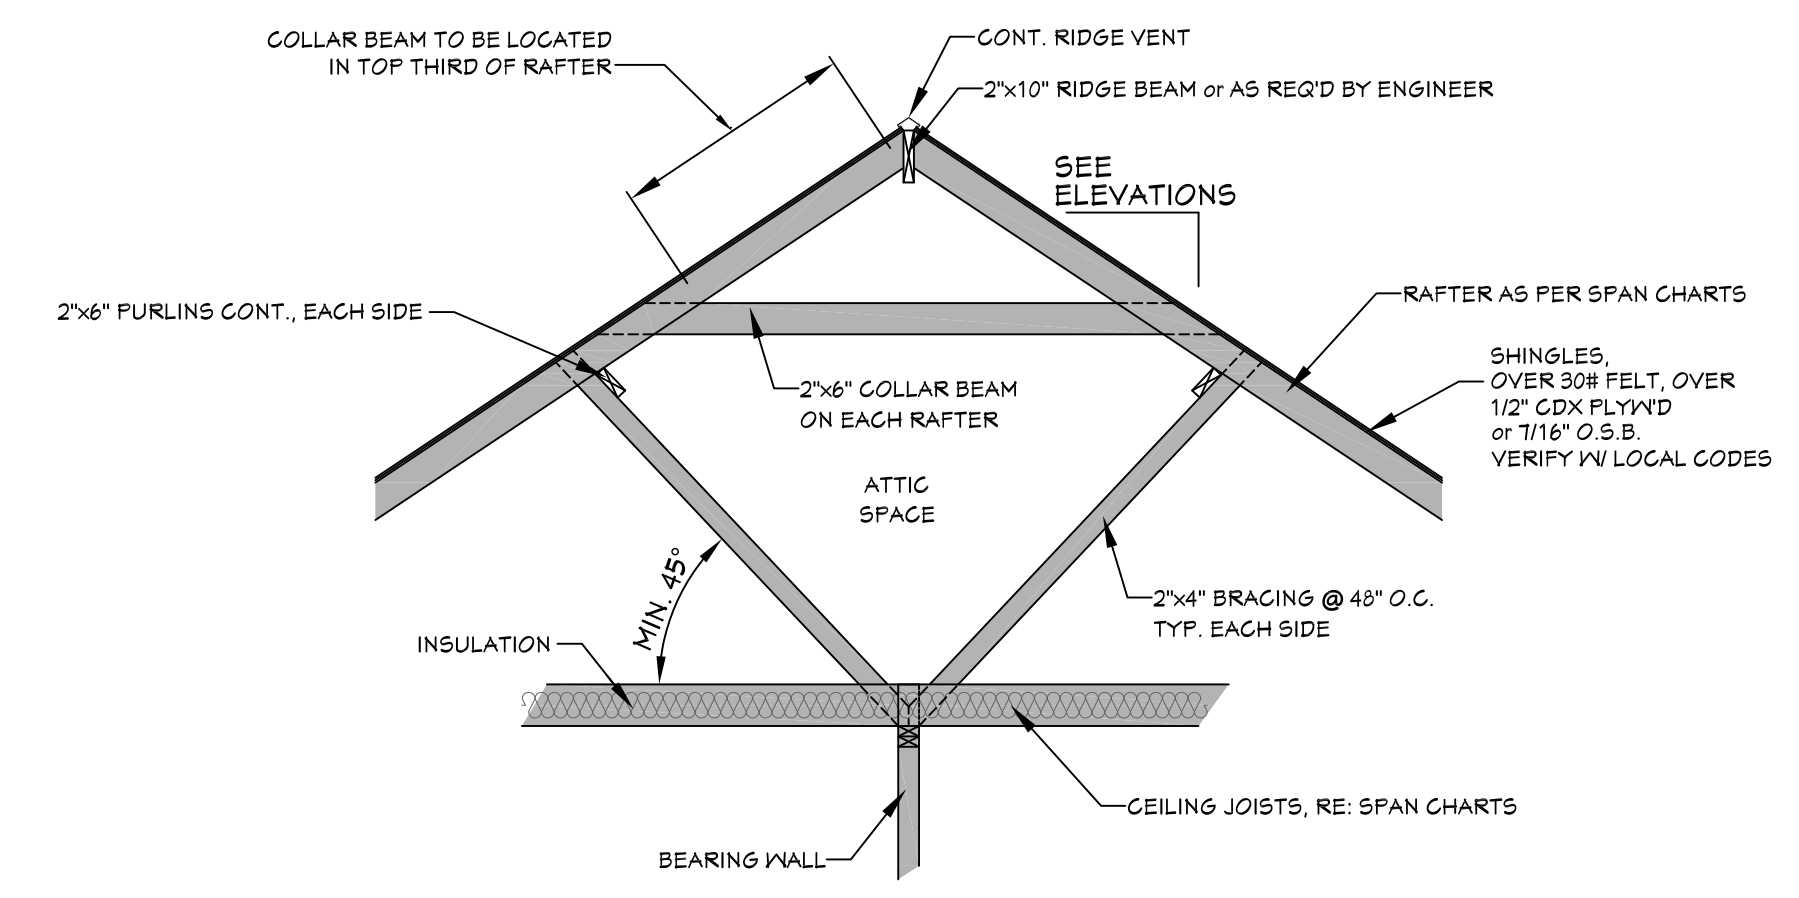 COLLAR BEAM TO BE LOCATED
IN TOP THIRD OF RAFTER
CONT. RIDGE VENT
2"x10" RIDGE BEAM or AS REQ'D BY ENGINEER
SEE
ELEVATIONS
2"x6" PURLINS CONT., EACH SIDE
RAFTER AS PER SPAN CHARTS
SHINGLES,
OVER 30# FELT, OVER
1/2" CDX PLYW'D
or 7/16" O.S.B.
VERIFY W/ LOCAL CODES
2"x6" COLLAR BEAM
ON EACH RAFTER
ATTIC
SPACE
MIN. 45°
2"x4" BRACING @ 48" O.C.
TYP. EACH SIDE
INSULATION
CEILING JOISTS, RE: SPAN CHARTS
BEARING WALL